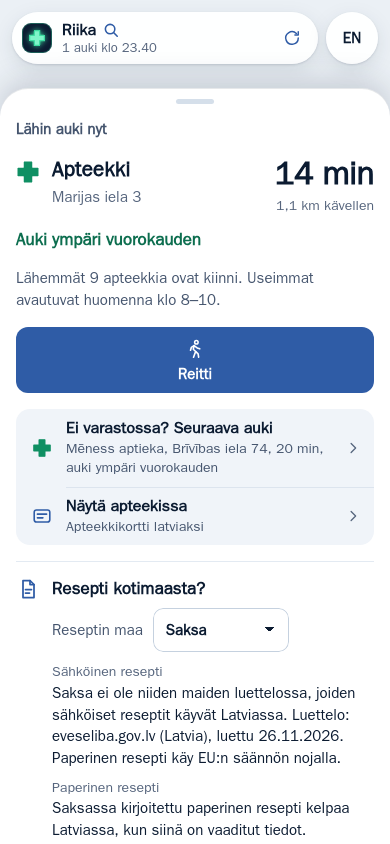 Riika
1 auki klo 23.40
EN
Lähin auki nyt
Apteekki
14 min
Marijas iela 3
1,1 km kävellen
Auki ympäri vuorokauden
Lähemmät 9 apteekkia ovat kiinni. Useimmat
avautuvat huomenna klo 8–10.
Reitti
Ei varastossa? Seuraava auki
Mēness aptieka, Brīvības iela 74, 20 min,
auki ympäri vuorokauden
Näytä apteekissa
Apteekkikortti latviaksi
Resepti kotimaasta?
Reseptin maa
Saksa
Sähköinen resepti
Saksa ei ole niiden maiden luettelossa, joiden
sähköiset reseptit käyvät Latviassa. Luettelo:
eveseliba.gov.lv (Latvia), luettu 26.11.2026.
Paperinen resepti käy EU:n säännön nojalla.
Paperinen resepti
Saksassa kirjoitettu paperinen resepti kelpaa
Latviassa, kun siinä on vaaditut tiedot.